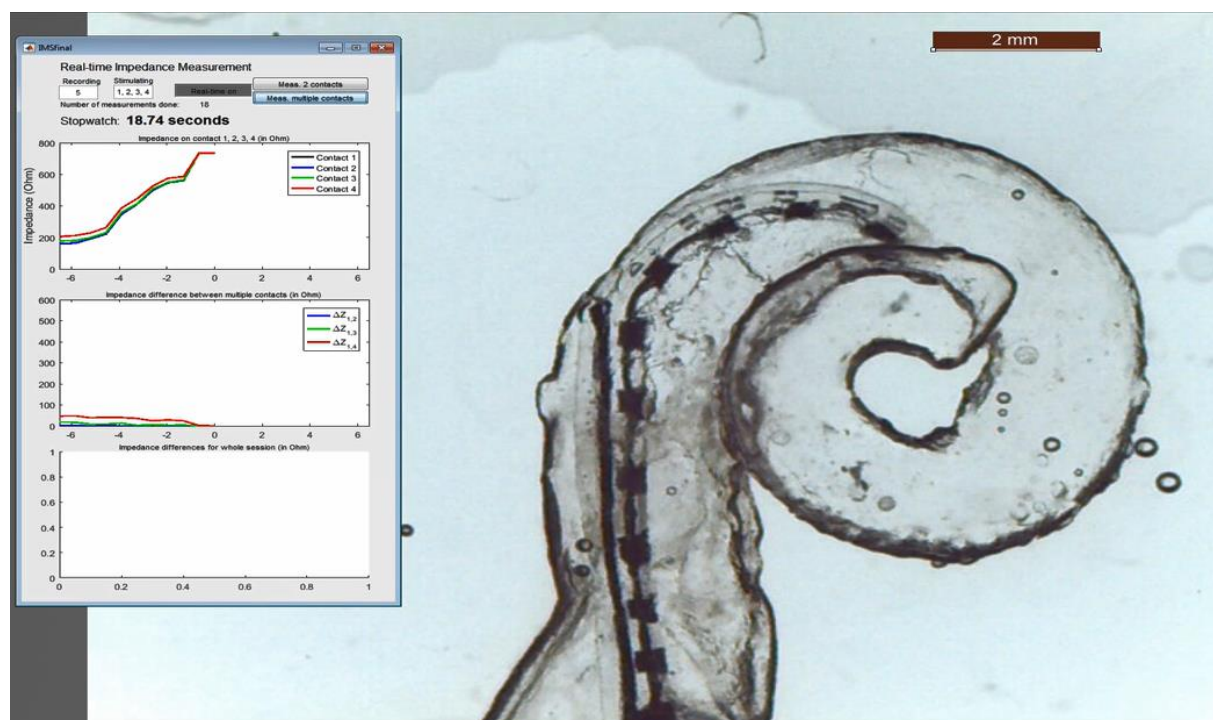 IMSfinal
Real-time Impedance Measurement
Recording Stimulating
5 1, 2, 3, 4 Real-time on Meas. 2 contacts
Meas. multiple contacts
Number of measurements done: 18
Stopwatch: 18.74 seconds
Impedance on contact 1, 2, 3, 4 (in Ohm)
Impedance (Ohm)
800
600
400
200
0
-6 -4 -2 0 2 4 6
Contact 1
Contact 2
Contact 3
Contact 4
Impedance difference between multiple contacts (in Ohm)
600
500
400
300
200
100
0
-6 -4 -2 0 2 4 6
ΔZ1,2
ΔZ1,3
ΔZ1,4
Impedance differences for whole session (in Ohm)
1
0.8
0.6
0.4
0.2
0
0 0.2 0.4 0.6 0.8 1
2 mm